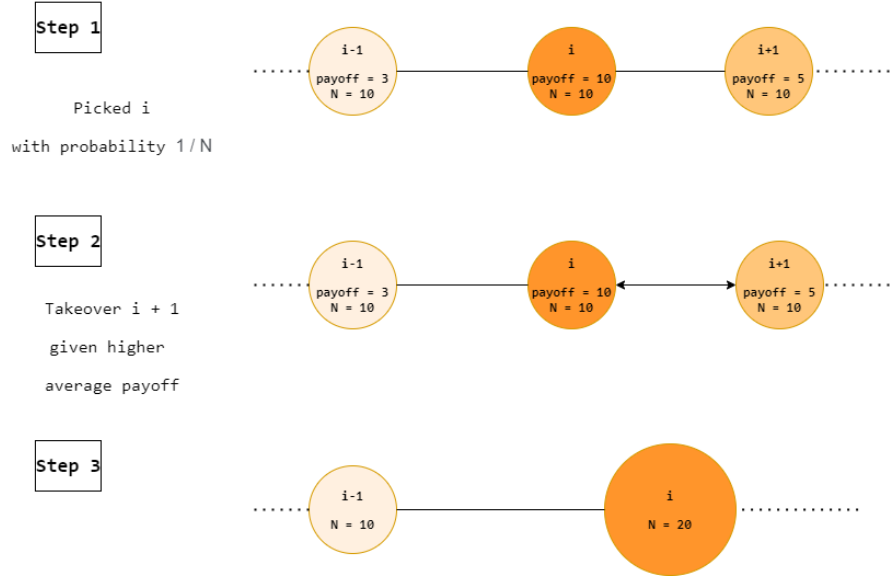 Step 1
i-1
payoff = 3
N = 10
i
payoff = 10
N = 10
i+1
payoff = 5
N = 10
Picked i
with probability 1 / N
Step 2
i-1
payoff = 3
N = 10
i
payoff = 10
N = 10
i+1
payoff = 5
N = 10
Takeover i + 1
given higher
average payoff
Step 3
i-1
N = 10
i
N = 20